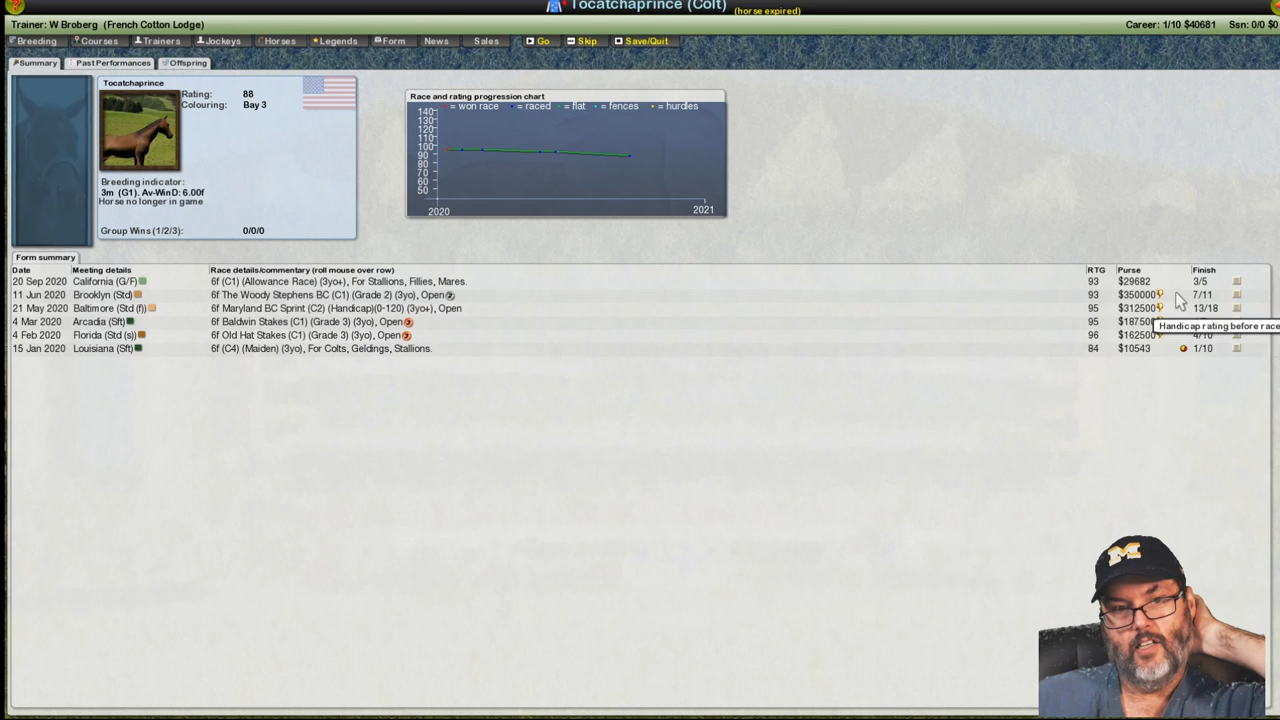 Tocatchaprince (Colt) (horse expired)
Trainer: W Broberg (French Cotton Lodge) Career: 1/10 $40681 Ssn: 0/0 $0
Breeding Courses Trainers Jockeys Horses Legends Form News Sales Go Skip Save/Quit
Summary Past Performances Offspring
Tocatchaprince
Rating: 88
Colouring: Bay 3
Breeding indicator:
3m (G1). Av-WinD: 6.00f
Horse no longer in game
Group Wins (1/2/3): 0/0/0
Race and rating progression chart
= won race = raced = flat = fences = hurdles
140
130
120
110
100
90
80
70
60
50
2020 2021
Form summary
Date Meeting details Race details/commentary (roll mouse over row) RTG Purse Finish
20 Sep 2020 California (G/F) 6f (C1) (Allowance Race) (3yo+), For Stallions, Fillies, Mares. 93 $29682 3/5
11 Jun 2020 Brooklyn (Std) 6f The Woody Stephens BC (C1) (Grade 2) (3yo), Open 93 $350000 7/11
21 May 2020 Baltimore (Std (f)) 6f Maryland BC Sprint (C2) (Handicap)(0-120) (3yo+), Open 95 $312500 13/18
4 Mar 2020 Arcadia (Sft) 6f Baldwin Stakes (C1) (Grade 3) (3yo), Open 95 $187500
Handicap rating before race
4 Feb 2020 Florida (Std (s)) 6f Old Hat Stakes (C1) (Grade 3) (3yo), Open 96 $162500 4/10
15 Jan 2020 Louisiana (Sft) 6f (C4) (Maiden) (3yo), For Colts, Geldings, Stallions. 84 $10543 1/10
M